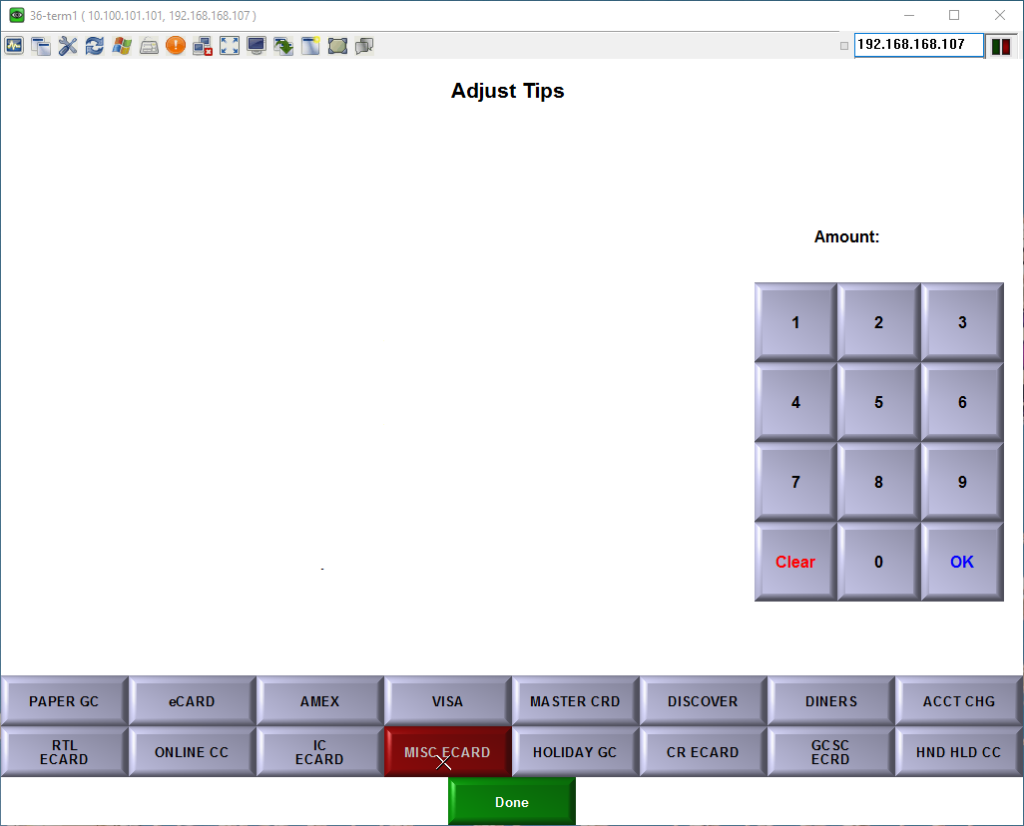 36-term1 ( 10.100.101.101, 192.168.168.107 )
192.168.168.107
Adjust Tips
Amount:
1 2 3
4 5 6
7 8 9
Clear 0 OK
-
PAPER GC eCARD AMEX VISA MASTER CRD DISCOVER DINERS ACCT CHG
RTL
ECARD
ONLINE CC
IC
ECARD
MISC ECARD
HOLIDAY GC
CR ECARD
GC SC
ECRD
HND HLD CC
Done